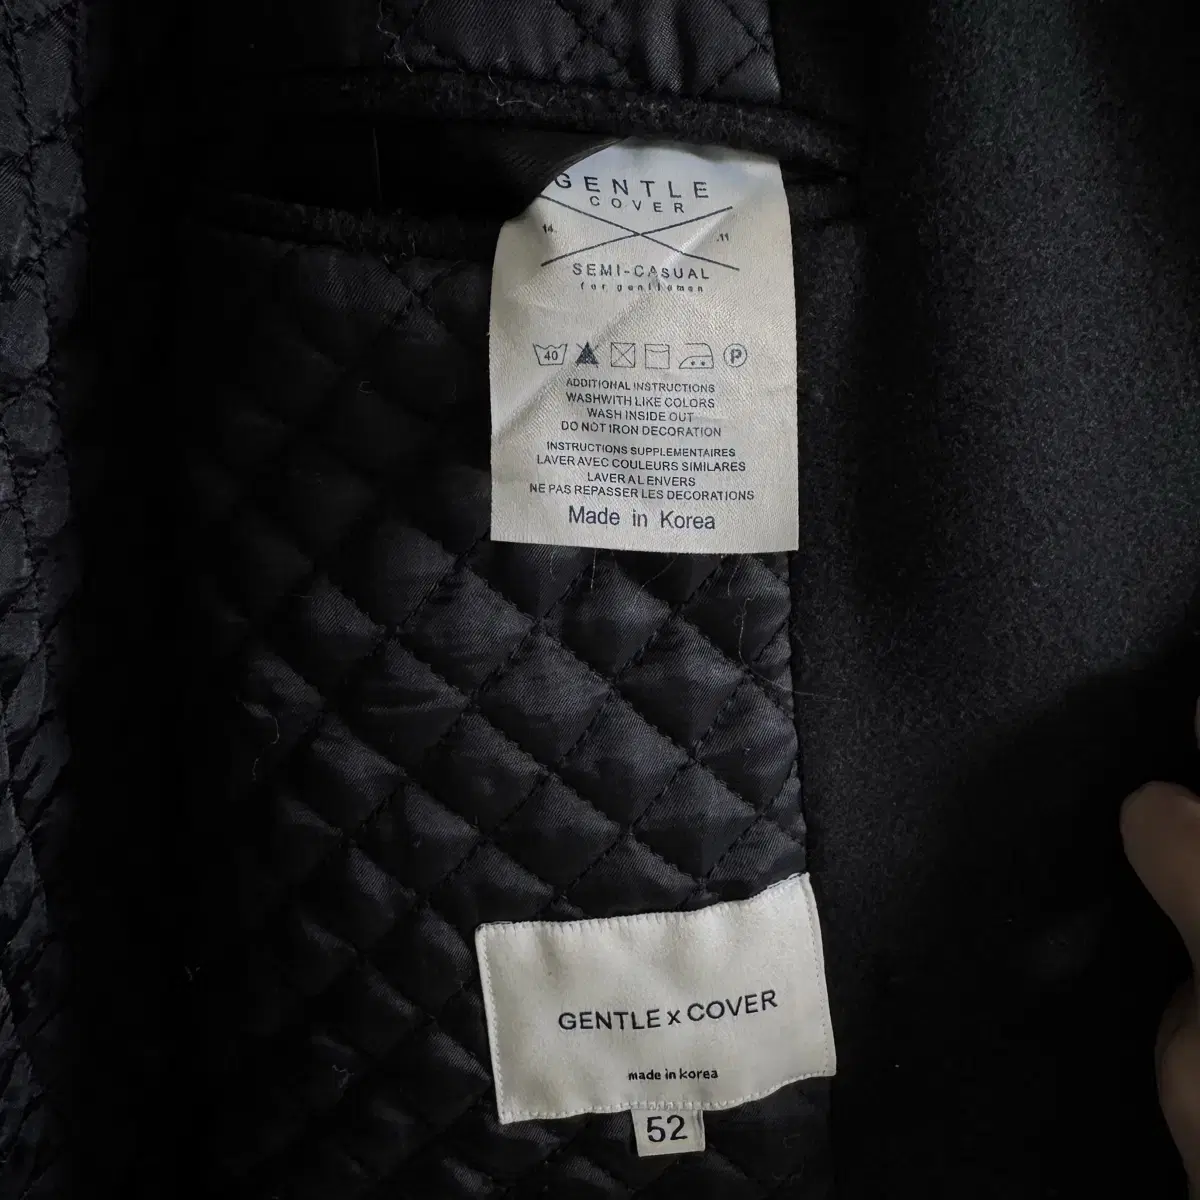 GENTLE
COVER
14. .11
SEMI-CASUAL
for gentlemen
40 P
ADDITIONAL INSTRUCTIONS
WASHWITH LIKE COLORS
WASH INSIDE OUT
DO NOT IRON DECORATION
INSTRUCTIONS SUPPLEMENTAIRES
LAVER AVEC COULEURS SIMILARES
LAVER A L ENVERS
NE PAS REPASSER LES DECORATIONS
Made in Korea
GENTLE x COVER
made in korea
52